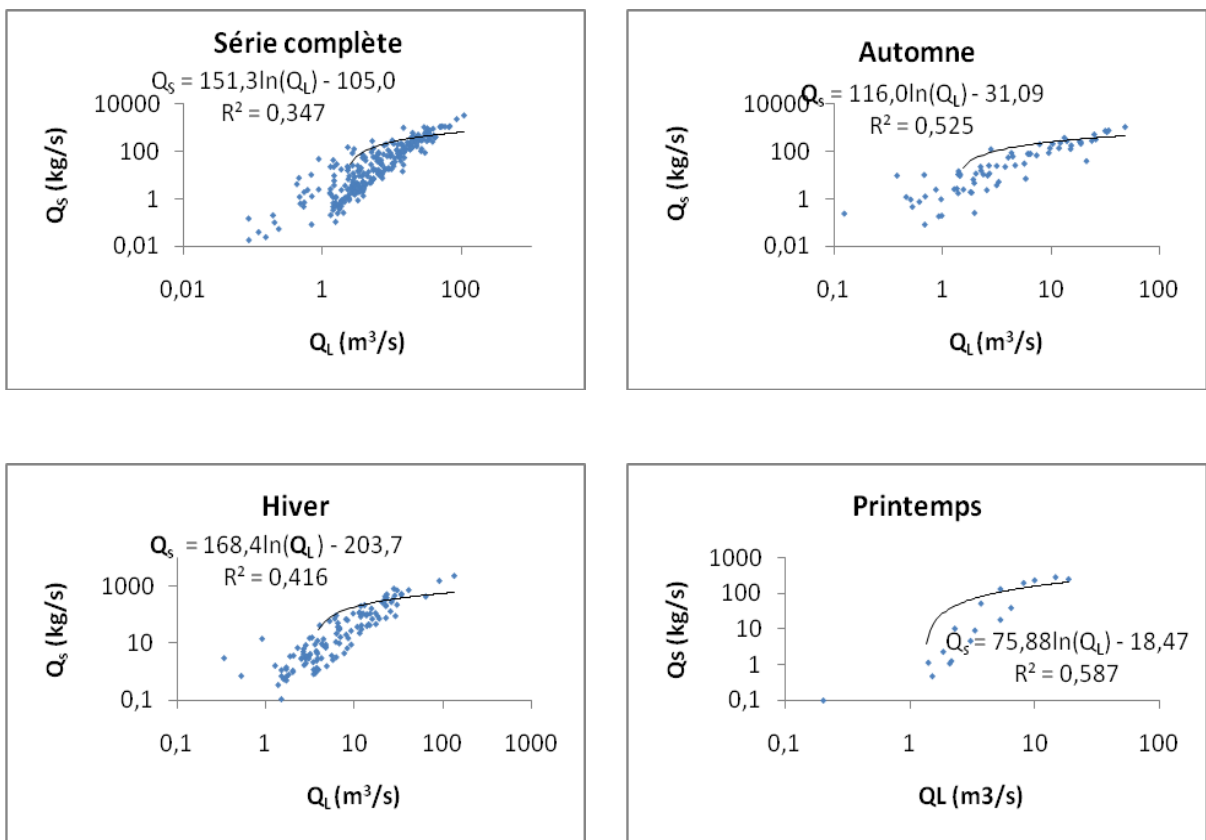 Série complète
Qs = 151,3ln(QL) - 105,0
R² = 0,347
10000
100
1
0,01
Qs (kg/s)
0,01 1 100
QL (m³/s)
Automne
Qs = 116,0ln(QL) - 31,09
R² = 0,525
10000
100
1
0,01
Qs (kg/s)
0,1 1 10 100
QL (m³/s)
Hiver
Qs = 168,4ln(QL) - 203,7
R² = 0,416
1000
10
0,1
Qs (kg/s)
0,1 1 10 100 1000
QL (m³/s)
Printemps
1000
100
10
1
0,1
Qs (kg/s)
Qs = 75,88ln(QL) - 18,47
R² = 0,587
0,1 1 10 100
QL (m3/s)